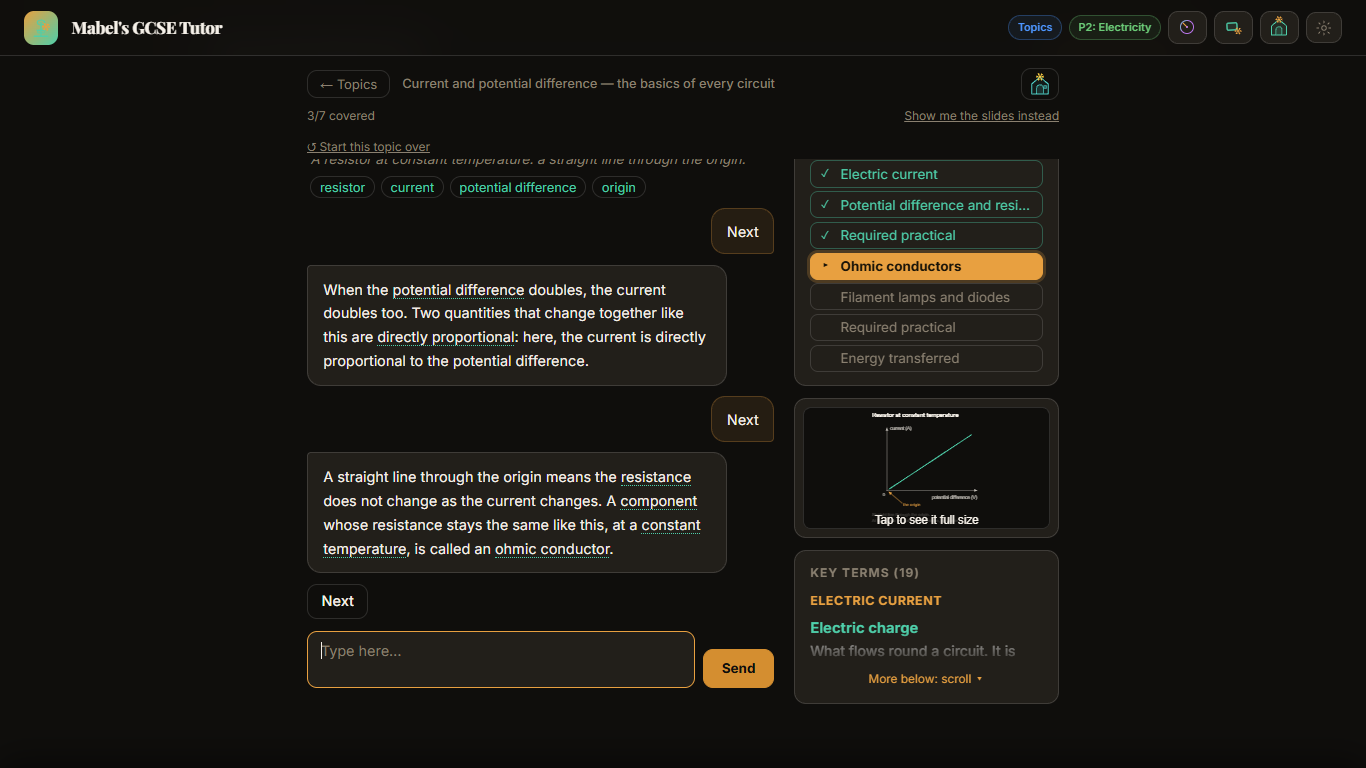 Mabel's GCSE Tutor
Topics
P2: Electricity
← Topics
Current and potential difference — the basics of every circuit
3/7 covered
Show me the slides instead
↺ Start this topic over
A resistor at constant temperature: a straight line through the origin.
resistor
current
potential difference
origin
Next
When the potential difference doubles, the current
doubles too. Two quantities that change together like
this are directly proportional: here, the current is directly
proportional to the potential difference.
Next
A straight line through the origin means the resistance
does not change as the current changes. A component
whose resistance stays the same like this, at a constant
temperature, is called an ohmic conductor.
Next
Type here...
Send
✓ Electric current
✓ Potential difference and resi...
✓ Required practical
‣ Ohmic conductors
Filament lamps and diodes
Required practical
Energy transferred
Resistor at constant temperature
current (A)
potential difference (V)
0
the origin
Tap to see it full size
KEY TERMS (19)
ELECTRIC CURRENT
Electric charge
What flows round a circuit. It is
More below: scroll ▾